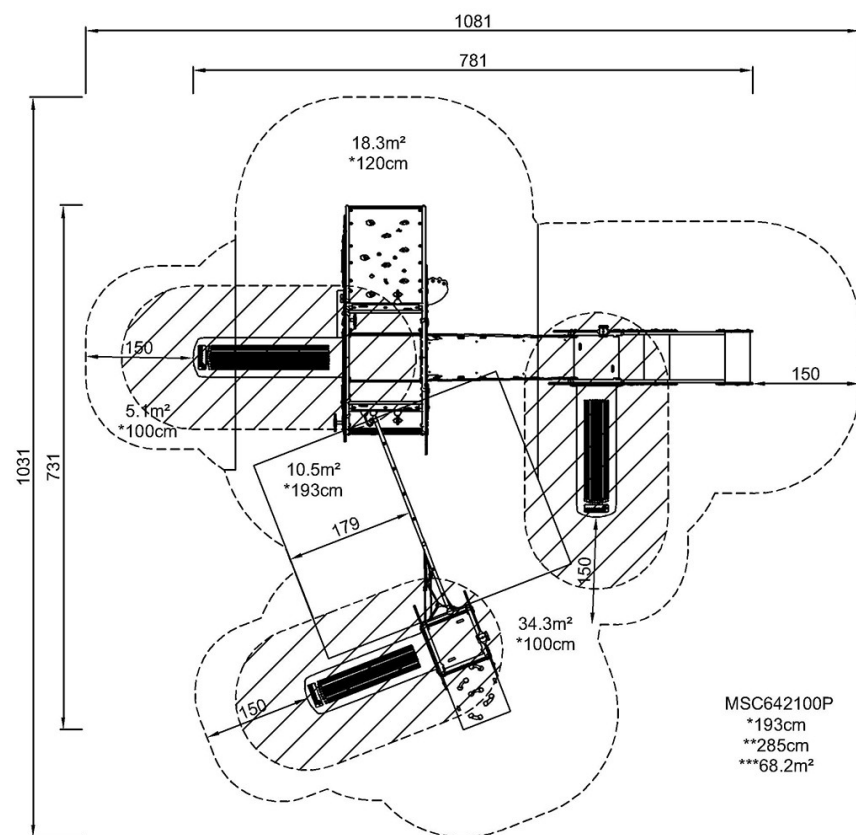 1081
781
18.3m²
*120cm
150
150
5.1m²
*100cm
1031
731
10.5m²
*193cm
179
150
34.3m²
*100cm
150
MSC642100P
*193cm
**285cm
***68.2m²